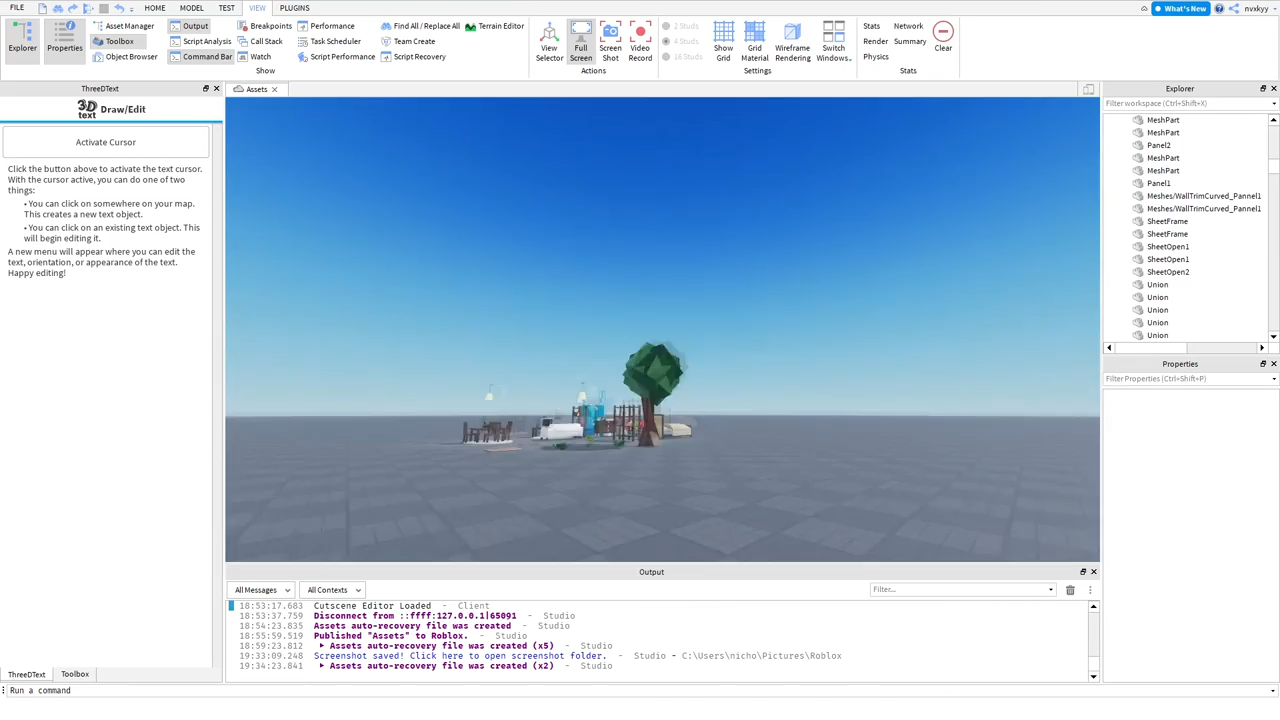 FILE HOME MODEL TEST VIEW PLUGINS What's New nvxkyy
Explorer Properties Asset Manager Toolbox Object Browser
Output Script Analysis Command Bar
Breakpoints Call Stack Watch
Performance Task Scheduler Script Performance
Find All / Replace All Team Create Script Recovery
Terrain Editor
Show
View Selector Full Screen Screen Shot Video Record
Actions
2 Studs 4 Studs 16 Studs
Show Grid Grid Material Wireframe Rendering Switch Windows..
Settings
Stats Network Render Summary Physics Clear
Stats
ThreeDText
3D text Draw/Edit
Activate Cursor
Click the button above to activate the text cursor.
With the cursor active, you can do one of two
things:
• You can click on somewhere on your map.
This creates a new text object.
• You can click on an existing text object. This
will begin editing it.
A new menu will appear where you can edit the
text, orientation, or appearance of the text.
Happy editing!
ThreeDText Toolbox
Assets
Explorer
Filter workspace (Ctrl+Shift+X)
MeshPart
MeshPart
Panel2
MeshPart
MeshPart
Panel1
Meshes/WallTrimCurved_Pannel1
Meshes/WallTrimCurved_Pannel1
SheetFrame
SheetFrame
SheetOpen1
SheetOpen1
SheetOpen2
Union
Union
Union
Union
Union
Properties
Filter Properties (Ctrl+Shift+P)
Output
All Messages All Contexts Filter...
18:53:17.683 Cutscene Editor Loaded - Client
18:53:37.759 Disconnect from ::ffff:127.0.0.1|65091 - Studio
18:54:23.835 Assets auto-recovery file was created - Studio
18:55:59.519 Published "Assets" to Roblox. - Studio
18:59:23.812 Assets auto-recovery file was created (x5) - Studio
19:33:09.248 Screenshot saved! Click here to open screenshot folder. - Studio - C:\Users\nicho\Pictures\Roblox
19:34:23.841 Assets auto-recovery file was created (x2) - Studio
Run a command